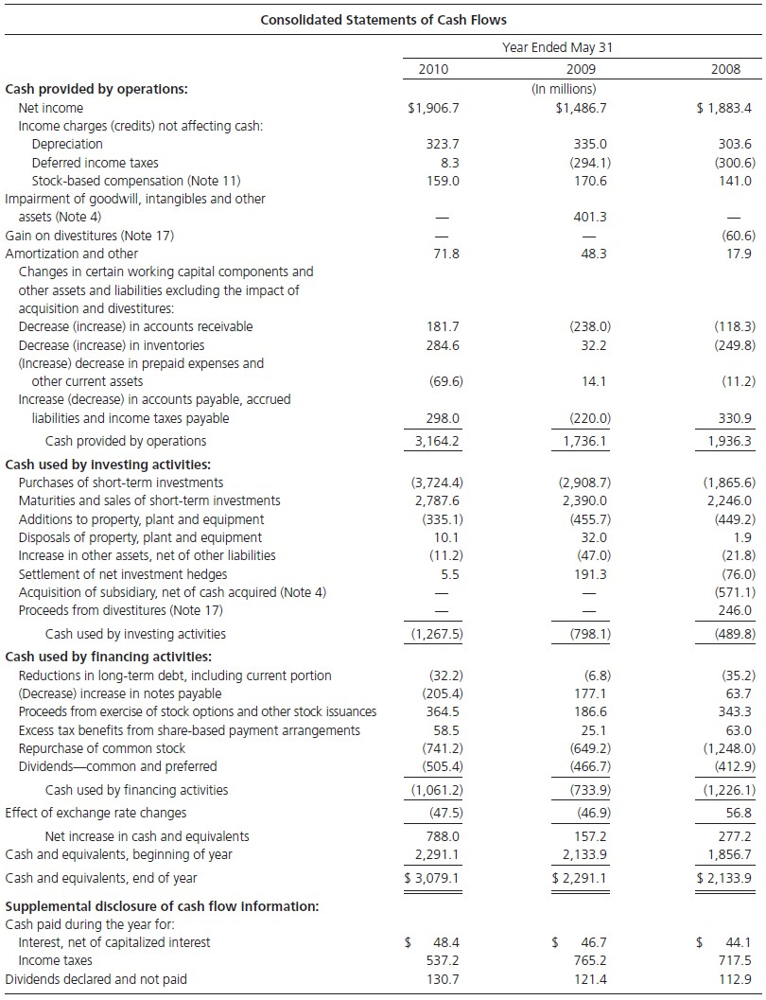 Consolidated Statements of Cash Flows
Year Ended May 31
2010 2009 2008
Cash provided by operations: (In millions)
Net income $1,906.7 $1,486.7 $ 1,883.4
Income charges (credits) not affecting cash:
Depreciation 323.7 335.0 303.6
Deferred income taxes 8.3 (294.1) (300.6)
Stock-based compensation (Note 11) 159.0 170.6 141.0
Impairment of goodwill, intangibles and other
assets (Note 4) — 401.3 —
Gain on divestitures (Note 17) — — (60.6)
Amortization and other 71.8 48.3 17.9
Changes in certain working capital components and
other assets and liabilities excluding the impact of
acquisition and divestitures:
Decrease (increase) in accounts receivable 181.7 (238.0) (118.3)
Decrease (increase) in inventories 284.6 32.2 (249.8)
(Increase) decrease in prepaid expenses and
other current assets (69.6) 14.1 (11.2)
Increase (decrease) in accounts payable, accrued
liabilities and income taxes payable 298.0 (220.0) 330.9
Cash provided by operations 3,164.2 1,736.1 1,936.3
Cash used by investing activities:
Purchases of short-term investments (3,724.4) (2,908.7) (1,865.6)
Maturities and sales of short-term investments 2,787.6 2,390.0 2,246.0
Additions to property, plant and equipment (335.1) (455.7) (449.2)
Disposals of property, plant and equipment 10.1 32.0 1.9
Increase in other assets, net of other liabilities (11.2) (47.0) (21.8)
Settlement of net investment hedges 5.5 191.3 (76.0)
Acquisition of subsidiary, net of cash acquired (Note 4) — — (571.1)
Proceeds from divestitures (Note 17) — — 246.0
Cash used by investing activities (1,267.5) (798.1) (489.8)
Cash used by financing activities:
Reductions in long-term debt, including current portion (32.2) (6.8) (35.2)
(Decrease) increase in notes payable (205.4) 177.1 63.7
Proceeds from exercise of stock options and other stock issuances 364.5 186.6 343.3
Excess tax benefits from share-based payment arrangements 58.5 25.1 63.0
Repurchase of common stock (741.2) (649.2) (1,248.0)
Dividends—common and preferred (505.4) (466.7) (412.9)
Cash used by financing activities (1,061.2) (733.9) (1,226.1)
Effect of exchange rate changes (47.5) (46.9) 56.8
Net increase in cash and equivalents 788.0 157.2 277.2
Cash and equivalents, beginning of year 2,291.1 2,133.9 1,856.7
Cash and equivalents, end of year $ 3,079.1 $ 2,291.1 $ 2,133.9
Supplemental disclosure of cash flow information:
Cash paid during the year for:
Interest, net of capitalized interest $ 48.4 $ 46.7 $ 44.1
Income taxes 537.2 765.2 717.5
Dividends declared and not paid 130.7 121.4 112.9